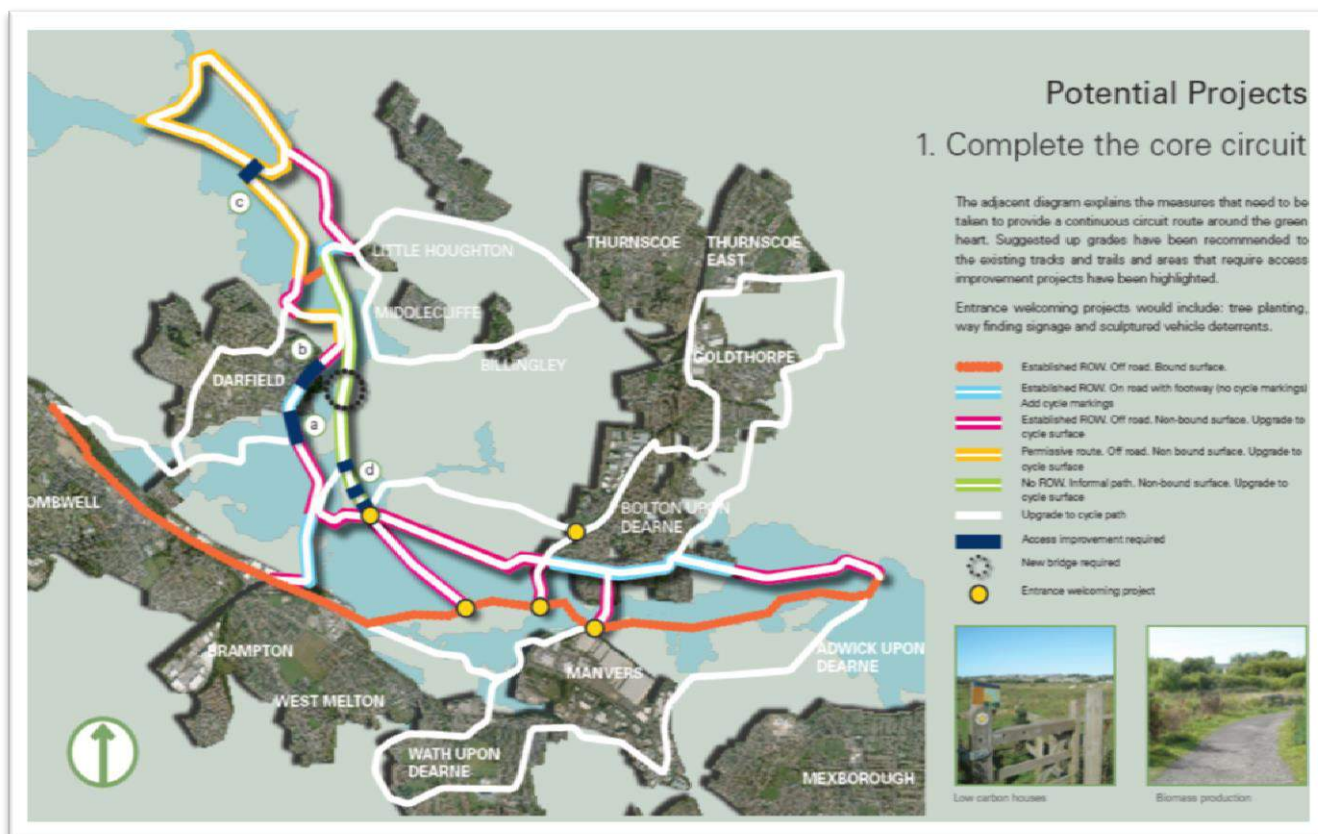 Potential Projects
1. Complete the core circuit
The adjacent diagram explains the measures that need to be
taken to provide a continuous circuit route around the green
heart. Suggested up grades have been recommended to
the existing tracks and trails and areas that require access
improvement projects have been highlighted.
Entrance welcoming projects would include: tree planting,
way finding signage and sculptured vehicle deterrents.
Established ROW. Off road. Bound surface.
Established ROW. On road with footway (no cycle markings)
Add cycle markings
Established ROW. Off road. Non-bound surface. Upgrade to
cycle surface
Permissive route. Off road. Non bound surface. Upgrade to
cycle surface
No ROW. Informal path. Non-bound surface. Upgrade to
cycle surface
Upgrade to cycle path
Access improvement required
New bridge required
Entrance welcoming project
Low carbon houses
Biomass production
c
LITTLE HOUGHTON
THURNSCOE
THURNSCOE
EAST
MIDDLECLIFFE
b
BILLINGLEY
GOLDTHORPE
DARFIELD
a
d
OMBWELL
BOLTON UPON
DEARNE
BRAMPTON
MANVERS
ADWICK UPON
DEARNE
WEST MELTON
WATH UPON
DEARNE
MEXBOROUGH